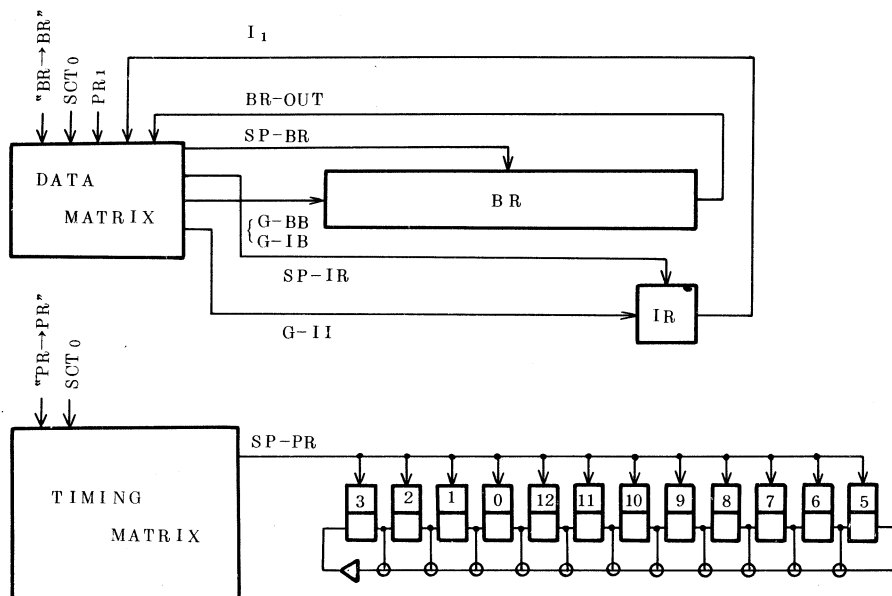 I1
"BR→BR"
SCT0
PR1
BR-OUT
SP-BR
DATA
MATRIX
BR
G-BB
G-IB
SP-IR
IR
G-II
"PR→PR"
SCT0
SP-PR
3 2 1 0 12 11 10 9 8 7 6 5
TIMING
MATRIX